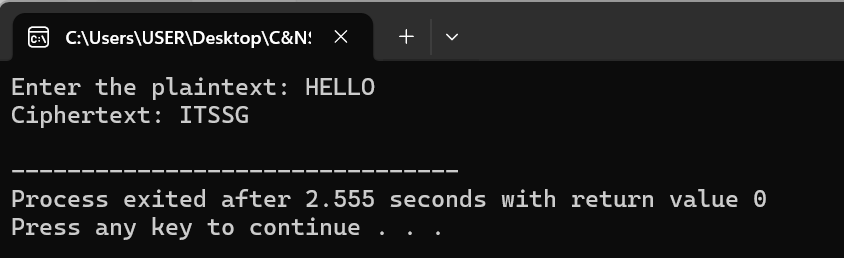 C:\Users\USER\Desktop\C&NS
Enter the plaintext: HELLO
Ciphertext: ITSSG
--------------------------------
Process exited after 2.555 seconds with return value 0
Press any key to continue . . .